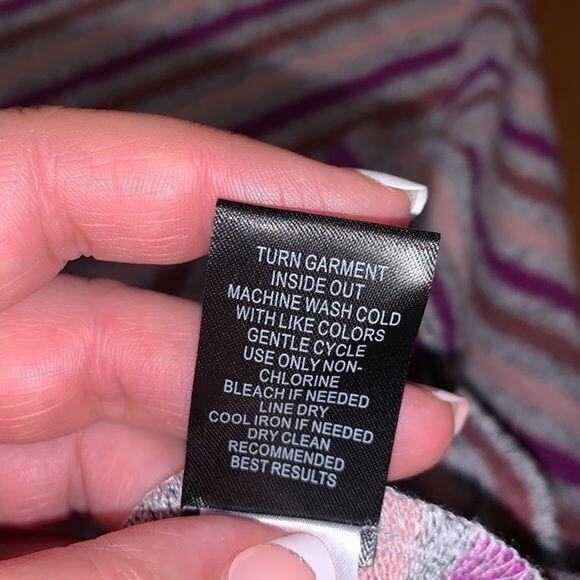 TURN GARMENT
INSIDE OUT
MACHINE WASH COLD
WITH LIKE COLORS
GENTLE CYCLE
USE ONLY NON-
CHLORINE
BLEACH IF NEEDED
LINE DRY
COOL IRON IF NEEDED
DRY CLEAN
RECOMMENDED
BEST RESULTS